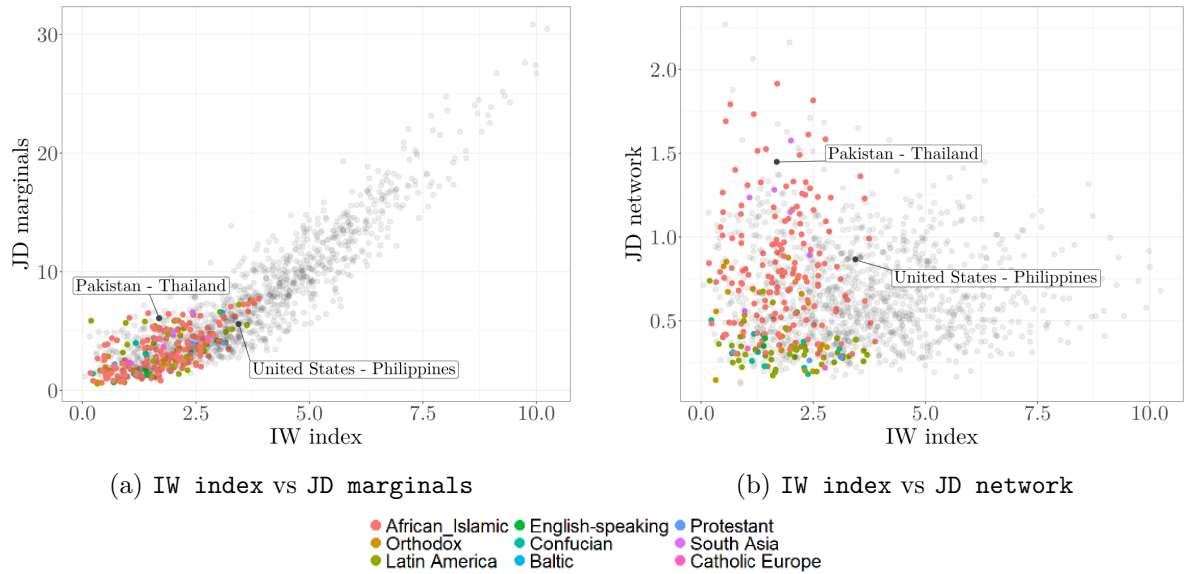 30
20
10
0
JD marginals
Pakistan - Thailand
United States - Philippines
0.0 2.5 5.0 7.5 10.0
IW index
(a) IW index vs JD marginals
2.0
1.5
1.0
0.5
JD network
Pakistan - Thailand
United States - Philippines
0.0 2.5 5.0 7.5 10.0
IW index
(b) IW index vs JD network
African_Islamic English-speaking Protestant
Orthodox Confucian South Asia
Latin America Baltic Catholic Europe